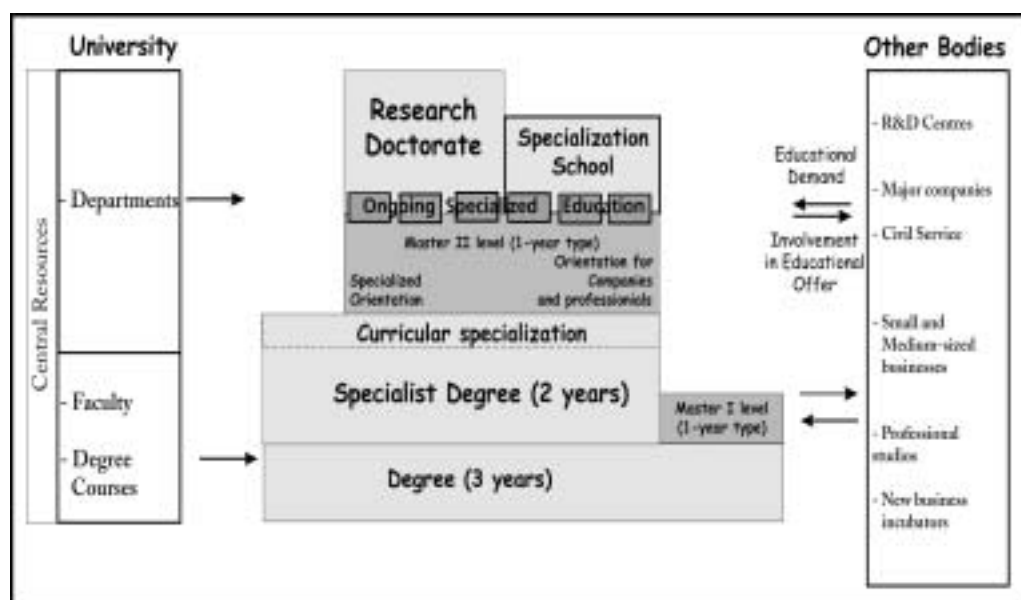 University
Other Bodies
Central Resources
- Departments
- Faculty
- Degree
Courses
Research
Doctorate
Specialization
School
Ongoing Specialized Education
Master II level (1-year type)
Specialized
Orientation
Orientation for
Companies
and professionials
Curricular specialization
Specialist Degree (2 years)
Master I level
(1-year type)
Degree (3 years)
Educational
Demand
Involvement
in Educational
Offer
- R&D Centres
- Major companies
- Civil Service
- Small and
Medium-sized
businesses
- Professional
studies
- New business
incubators